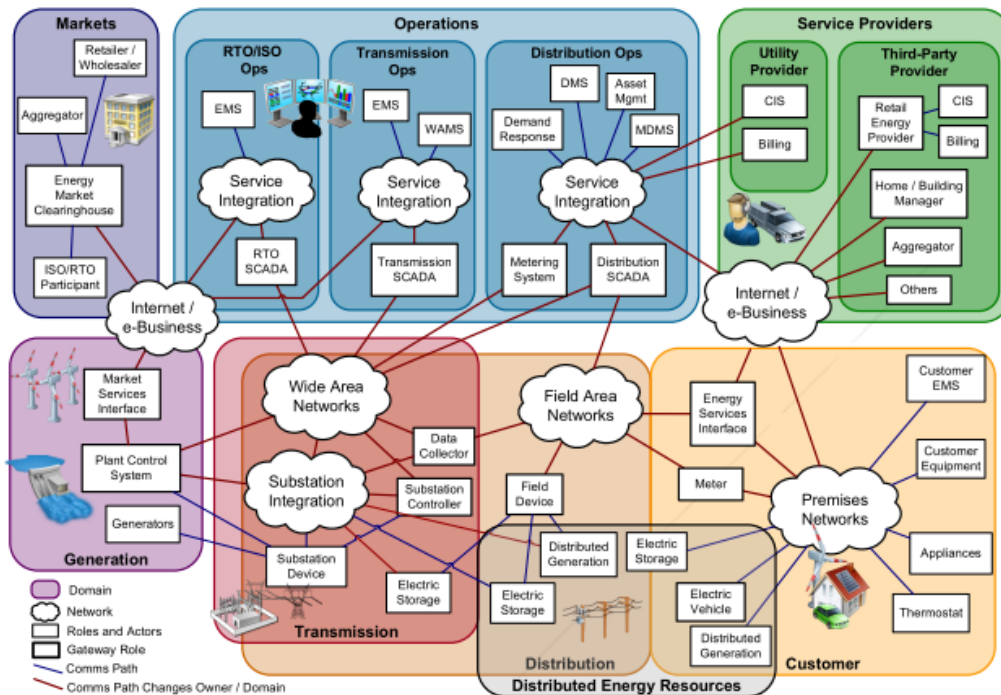 Markets
Retailer /
Wholesaler
Aggregator
Energy
Market
Clearinghouse
ISO/RTO
Participant
Operations
RTO/ISO
Ops
EMS
Service
Integration
RTO
SCADA
Transmission
Ops
EMS
WAMS
Service
Integration
Transmission
SCADA
Distribution Ops
DMS
Asset
Mgmt
Demand
Response
MDMS
Service
Integration
Metering
System
Distribution
SCADA
Service Providers
Utility
Provider
CIS
Billing
Third-Party
Provider
Retail
Energy
Provider
CIS
Billing
Home / Building
Manager
Aggregator
Others
Internet /
e-Business
Internet /
e-Business
Market
Services
Interface
Plant Control
System
Generators
Generation
Wide Area
Networks
Data
Collector
Substation
Integration
Substation
Controller
Substation
Device
Electric
Storage
Transmission
Field Area
Networks
Field
Device
Distributed
Generation
Electric
Storage
Distribution
Energy
Services
Interface
Meter
Customer
EMS
Customer
Equipment
Premises
Networks
Appliances
Thermostat
Customer
Electric
Storage
Electric
Vehicle
Distributed
Generation
Distributed Energy Resources
Domain
Network
Roles and Actors
Gateway Role
Comms Path
Comms Path Changes Owner / Domain